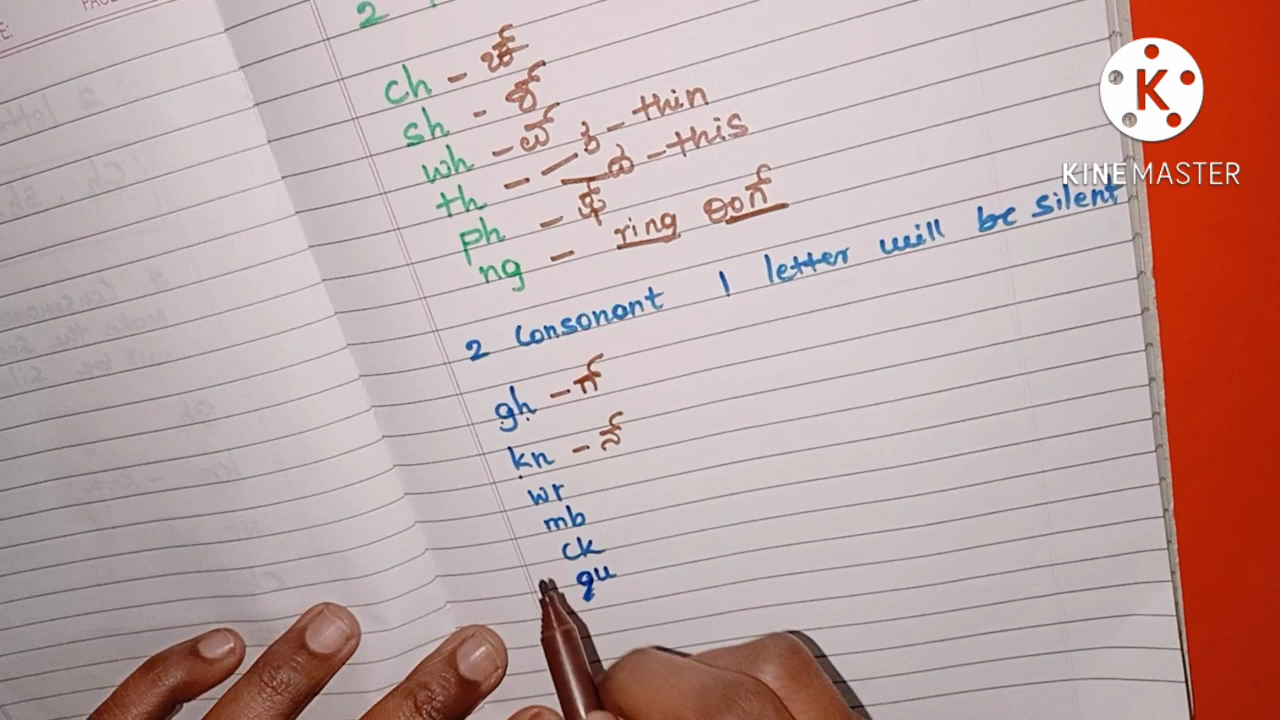 2
ch - ಚ್
sh - ಶ್
wh - ವ್
th - ತ - thin
ದ - this
ph - ಫ್
ng - ring
2 Consonant 1 letter will be silent
gh - ಗ್
kn - ನ್
wr
mb
ck
gu
K
KINEMASTER